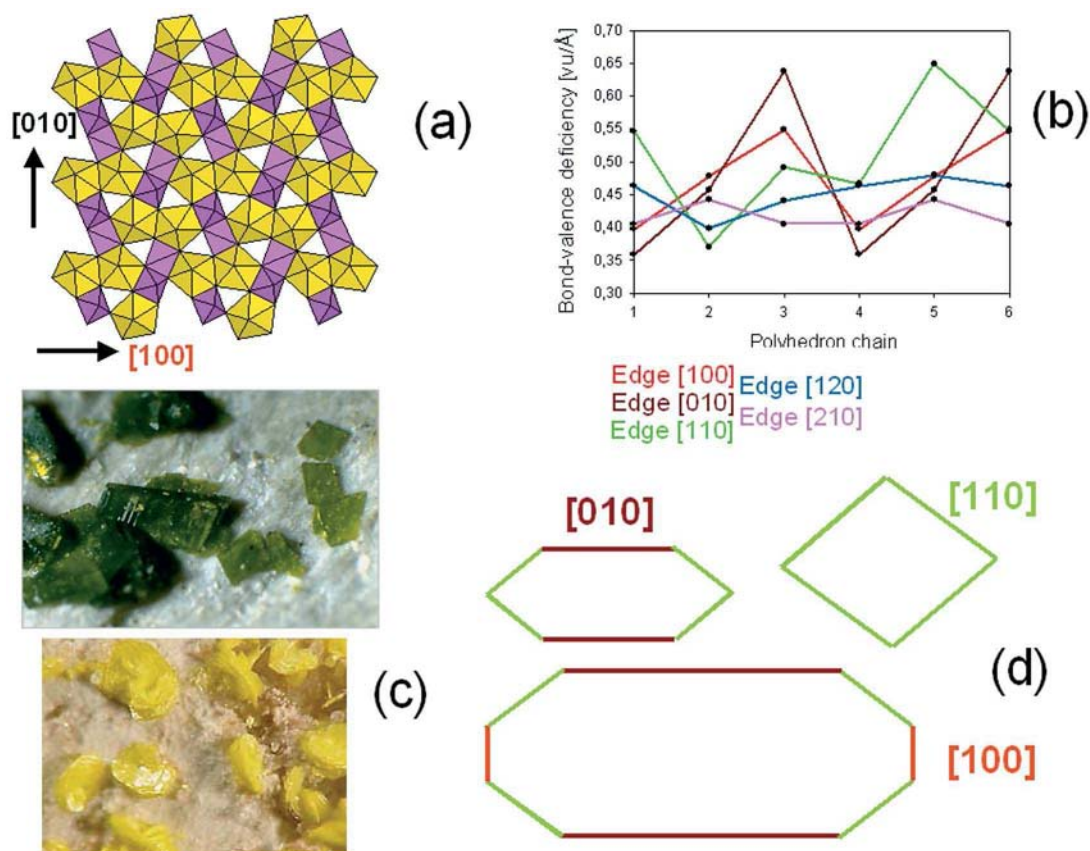 (a)
[010]
[100]
(b)
Bond-valence deficiency [vu/Å]
0,70
0,65
0,60
0,55
0,50
0,45
0,40
0,35
0,30
1 2 3 4 5 6
Polyhedron chain
Edge [100] Edge [120]
Edge [010] Edge [210]
Edge [110]
(c)
[010]
[110]
(d)
[100]